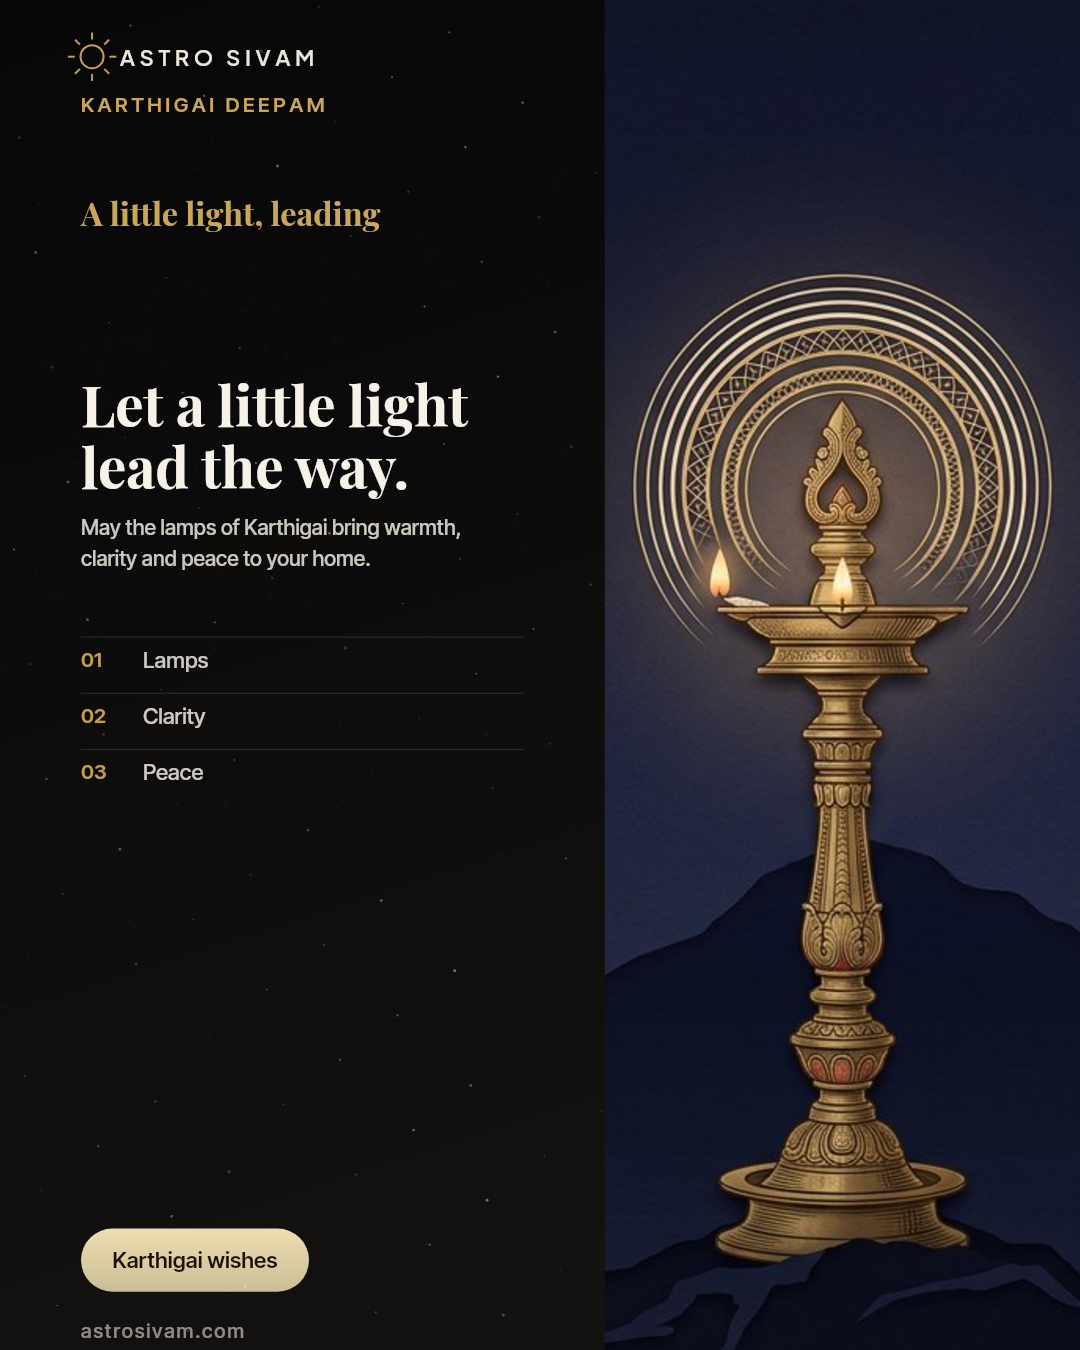 ASTRO SIVAM
KARTHIGAI DEEPAM
A little light, leading
Let a little light
lead the way.
May the lamps of Karthigai bring warmth,
clarity and peace to your home.
01 Lamps
02 Clarity
03 Peace
Karthigai wishes
astrosivam.com